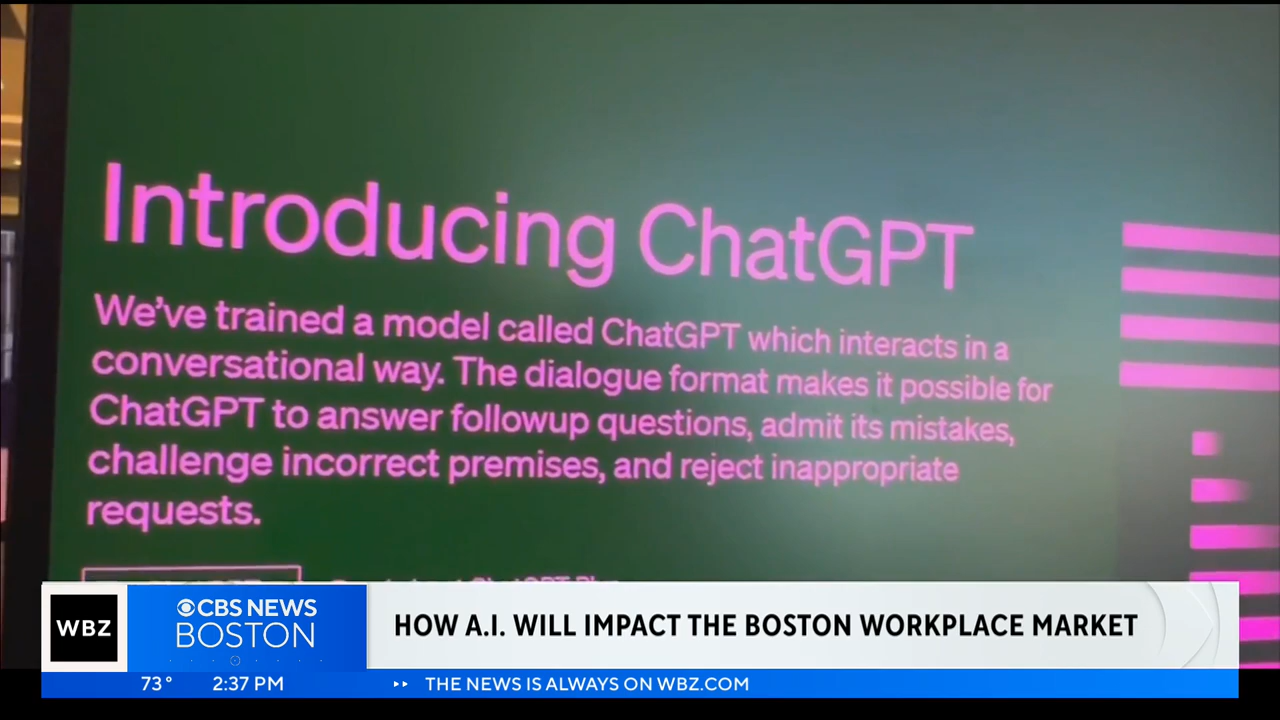 Introducing ChatGPT
We've trained a model called ChatGPT which interacts in a
conversational way. The dialogue format makes it possible for
ChatGPT to answer followup questions, admit its mistakes,
challenge incorrect premises, and reject inappropriate
requests.
WBZ
CBS NEWS
BOSTON
HOW A.I. WILL IMPACT THE BOSTON WORKPLACE MARKET
73° 2:37 PM
THE NEWS IS ALWAYS ON WBZ.COM